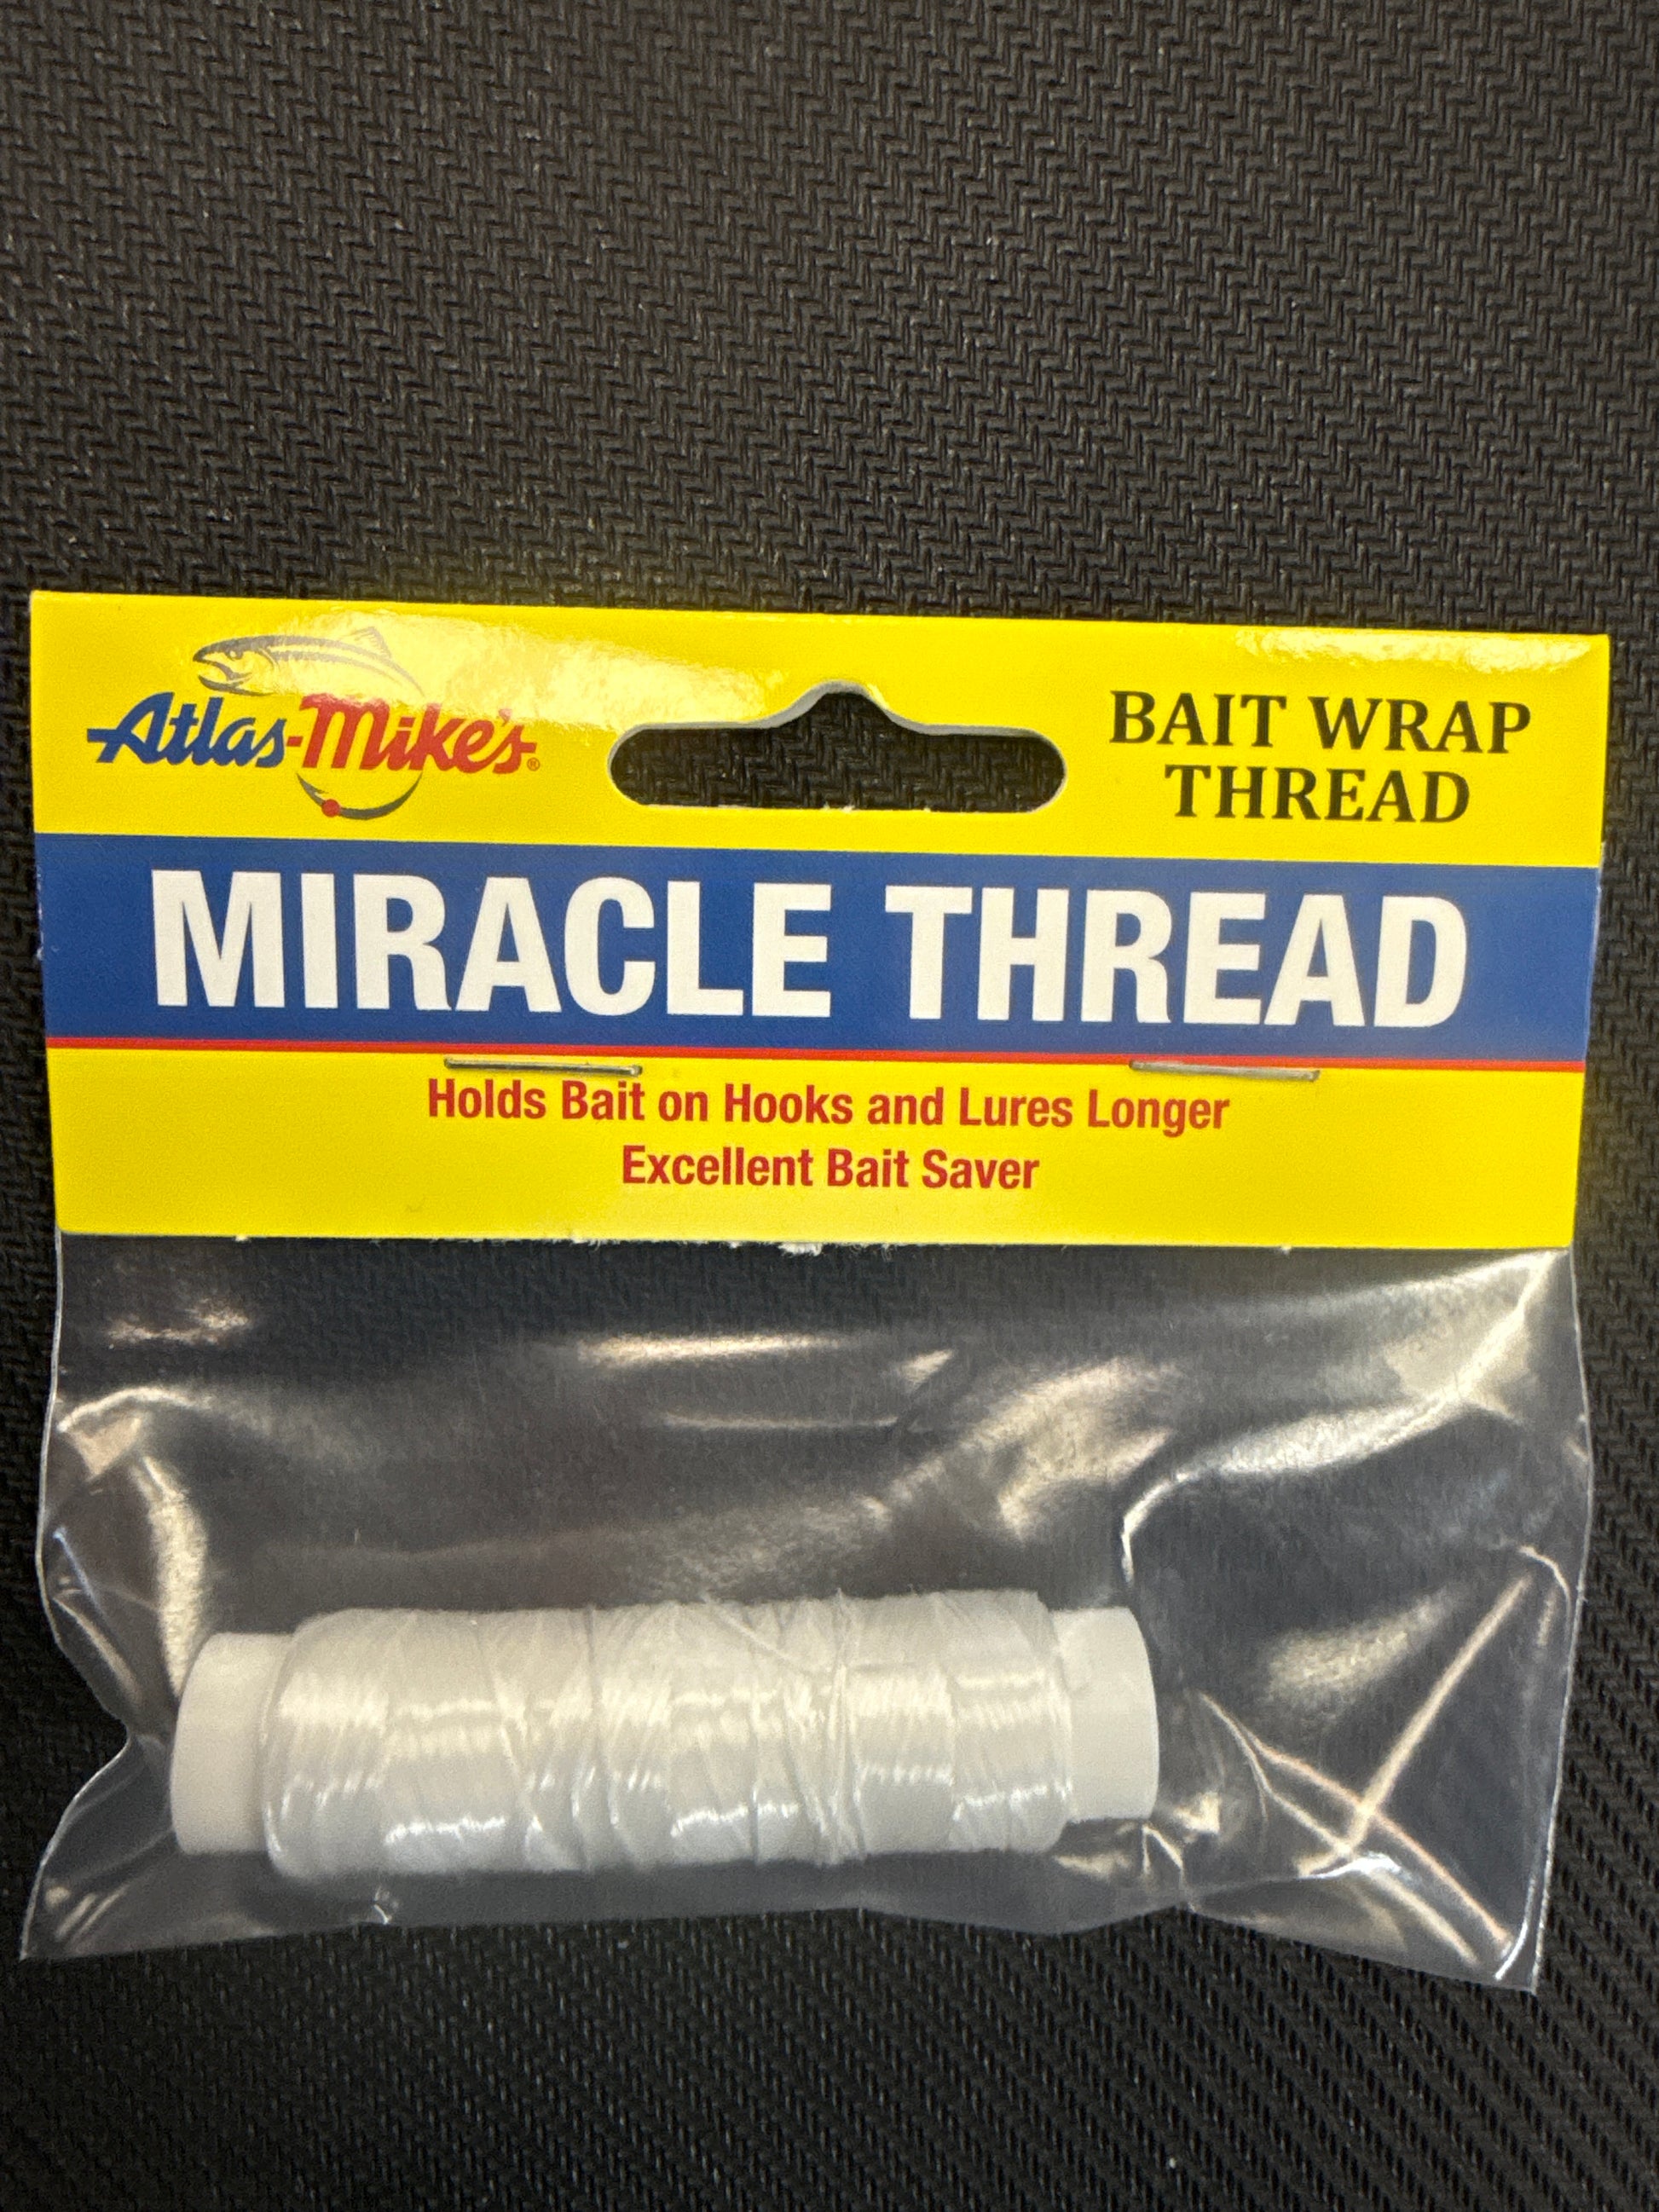 Atlas-Mike's®
BAIT WRAP
THREAD
MIRACLE THREAD
Holds Bait on Hooks and Lures Longer
Excellent Bait Saver